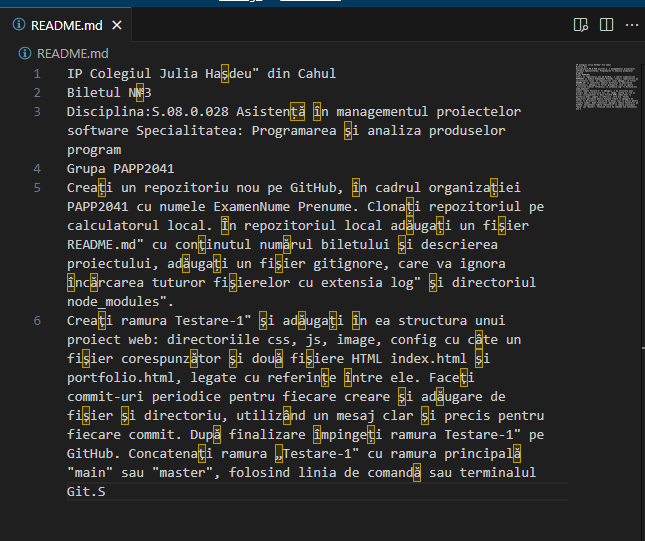 README.md
README.md
1 IP Colegiul Julia Hașdeu" din Cahul
2 Biletul N№3
3 Disciplina:S.08.0.028 Asistență în managementul proiectelor
software Specialitatea: Programarea și analiza produselor
program
4 Grupa PAPP2041
5 Creați un repozitoriu nou pe GitHub, în cadrul organizației
PAPP2041 cu numele ExamenNume Prenume. Clonați repozitoriul pe
calculatorul local. În repozitoriul local adăugați un fișier
README.md" cu conținutul numărul biletului și descrierea
proiectului, adăugați un fișier gitignore, care va ignora
încărcarea tuturor fișierelor cu extensia log" și directoriul
node_modules".
6 Creați ramura Testare-1" și adăugați în ea structura unui
proiect web: directoriile css, js, image, config cu câte un
fișier corespunzător și două fișiere HTML index.html și
portfolio.html, legate cu referințe între ele. Faceți
commit-uri periodice pentru fiecare creare și adăugare de
fișier și directoriu, utilizând un mesaj clar și precis pentru
fiecare commit. După finalizare împingeți ramura Testare-1" pe
GitHub. Concatenați ramura „Testare-1" cu ramura principală
"main" sau "master", folosind linia de comandă sau terminalul
Git.S